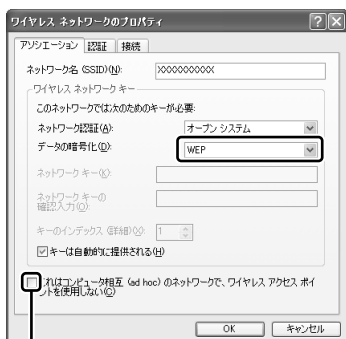 ワイヤレス ネットワークのプロパティ
アソシエーション 認証 接続
ネットワーク名 (SSID)(N): XXXXXXXXXX
ワイヤレス ネットワーク キー
このネットワークでは次のためのキーが必要:
ネットワーク認証(A): オープン システム
データの暗号化(D): WEP
ネットワーク キー(K):
ネットワーク キーの
確認入力(O):
キーのインデックス (詳細)(X): 1
キーは自動的に提供される(H)
これはコンピュータ相互 (ad hoc) のネットワークで、ワイヤレス アクセス ポイ
ントを使用しない(C)
OK キャンセル